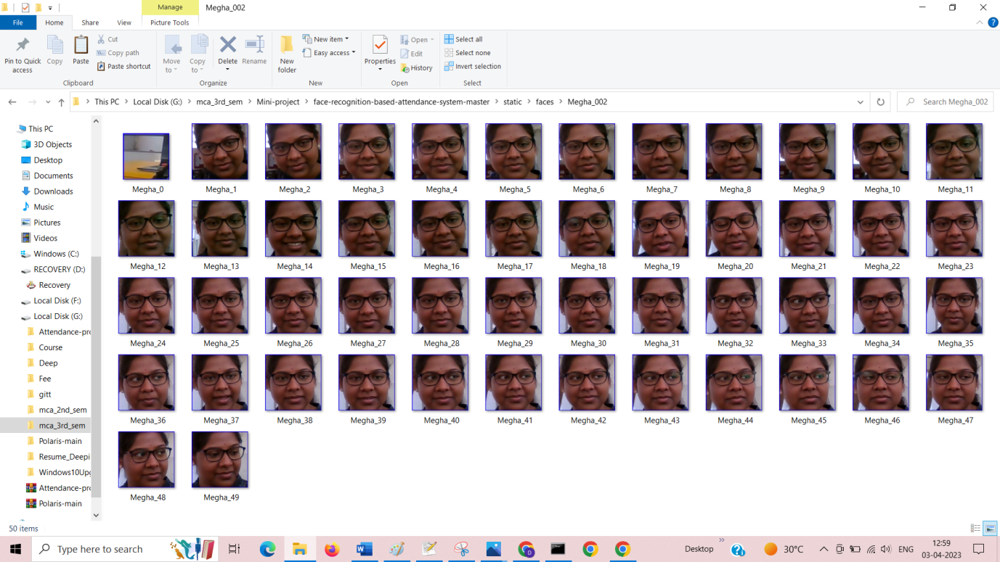 Manage Megha_002
File Home Share View Picture Tools
Pin to Quick access
Copy
Paste
Cut
Copy path
Paste shortcut
Clipboard
Move to
Copy to
Delete
Rename
Organize
New folder
New item
Easy access
New
Properties
Open
Edit
History
Open
Select all
Select none
Invert selection
Select
This PC Local Disk (G:) mca_3rd_sem Mini-project face-recognition-based-attendance-system-master static faces Megha_002
Search Megha_002
This PC
3D Objects
Desktop
Documents
Downloads
Music
Pictures
Videos
Windows (C:)
RECOVERY (D:)
Recovery
Local Disk (F:)
Local Disk (G:)
Attendance-pro
Course
Deep
Fee
gitt
mca_2nd_sem
mca_3rd_sem
Polaris-main
Resume_Deepi
Windows10Upg
Attendance-pro
Polaris-main
Megha_0 Megha_1 Megha_2 Megha_3 Megha_4 Megha_5 Megha_6 Megha_7 Megha_8 Megha_9 Megha_10 Megha_11
Megha_12 Megha_13 Megha_14 Megha_15 Megha_16 Megha_17 Megha_18 Megha_19 Megha_20 Megha_21 Megha_22 Megha_23
Megha_24 Megha_25 Megha_26 Megha_27 Megha_28 Megha_29 Megha_30 Megha_31 Megha_32 Megha_33 Megha_34 Megha_35
Megha_36 Megha_37 Megha_38 Megha_39 Megha_40 Megha_41 Megha_42 Megha_43 Megha_44 Megha_45 Megha_46 Megha_47
Megha_48 Megha_49
50 items
Type here to search
Desktop
30°C
ENG
12:59
03-04-2023